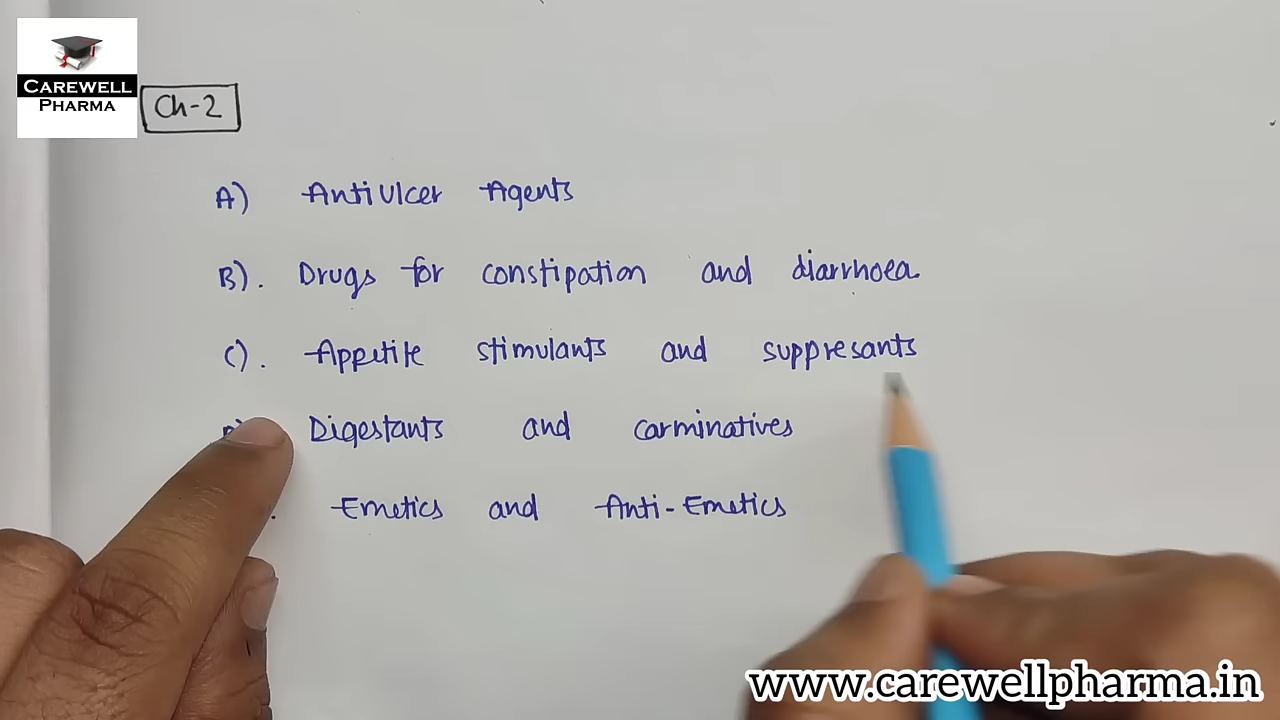 CAREWELL
PHARMA
Ch-2
A) AntiUlcer Agents
B). Drugs for constipation and diarrhoea
C). Appetite stimulants and suppresants
Digestants and carminatives
Emetics and Anti-Emetics
www.carewellpharma.in